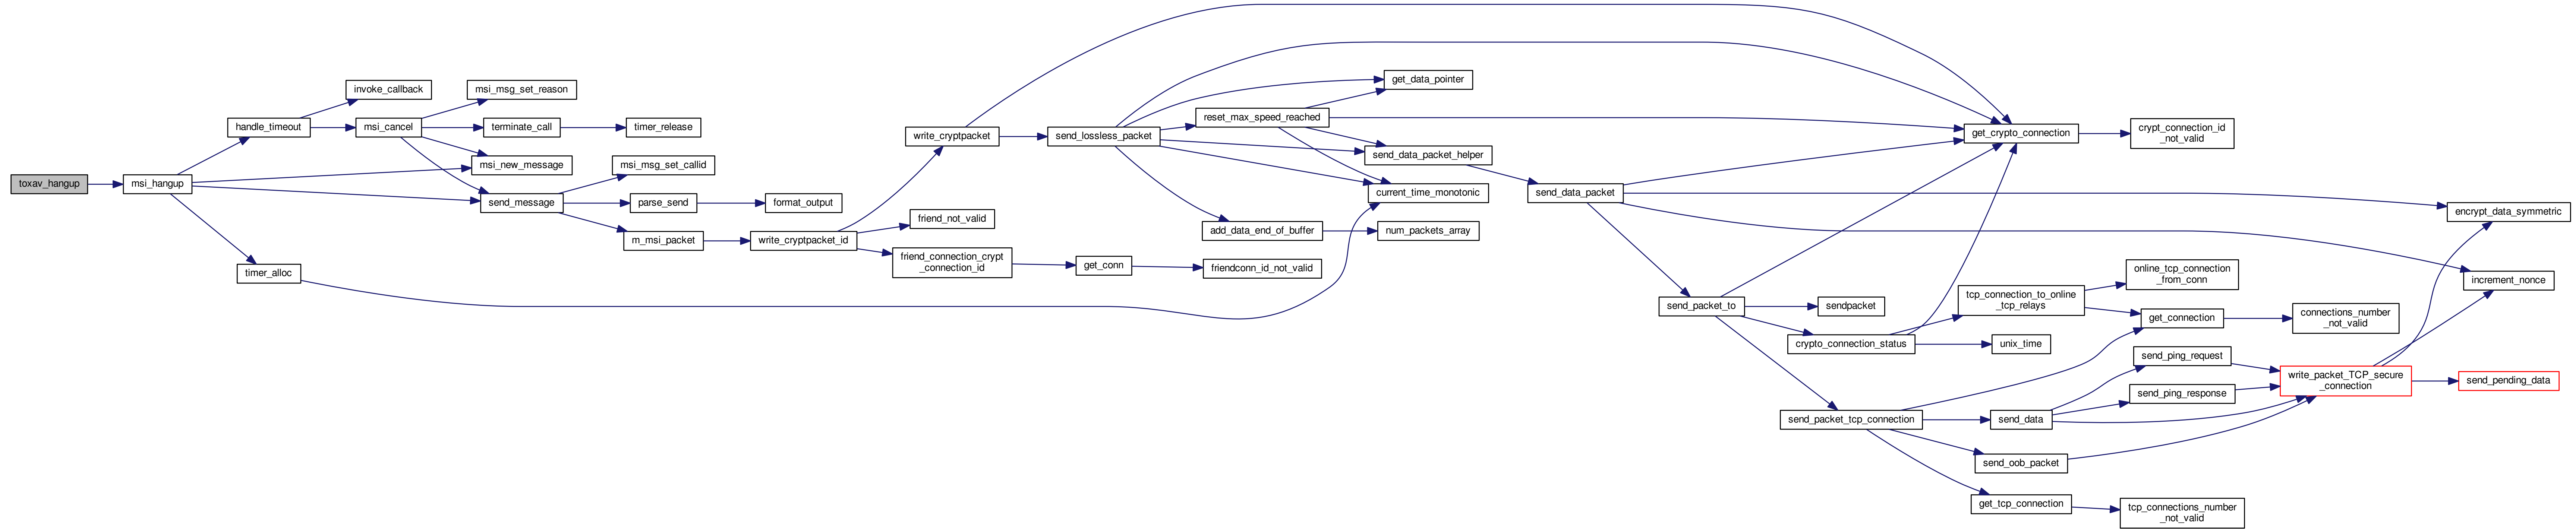 toxav_hangup
msi_hangup
handle_timeout
timer_alloc
invoke_callback
msi_cancel
msi_msg_set_reason
terminate_call
msi_new_message
send_message
timer_release
msi_msg_set_callid
parse_send
m_msi_packet
format_output
write_cryptpacket_id
write_cryptpacket
friend_not_valid
friend_connection_crypt
_connection_id
send_lossless_packet
get_conn
reset_max_speed_reached
add_data_end_of_buffer
friendconn_id_not_valid
get_data_pointer
send_data_packet_helper
current_time_monotonic
num_packets_array
send_data_packet
send_packet_to
sendpacket
crypto_connection_status
send_packet_tcp_connection
get_crypto_connection
tcp_connection_to_online
_tcp_relays
unix_time
send_data
send_oob_packet
get_tcp_connection
crypt_connection_id
_not_valid
online_tcp_connection
_from_conn
get_connection
send_ping_request
send_ping_response
tcp_connections_number
_not_valid
connections_number
_not_valid
write_packet_TCP_secure
_connection
encrypt_data_symmetric
increment_nonce
send_pending_data